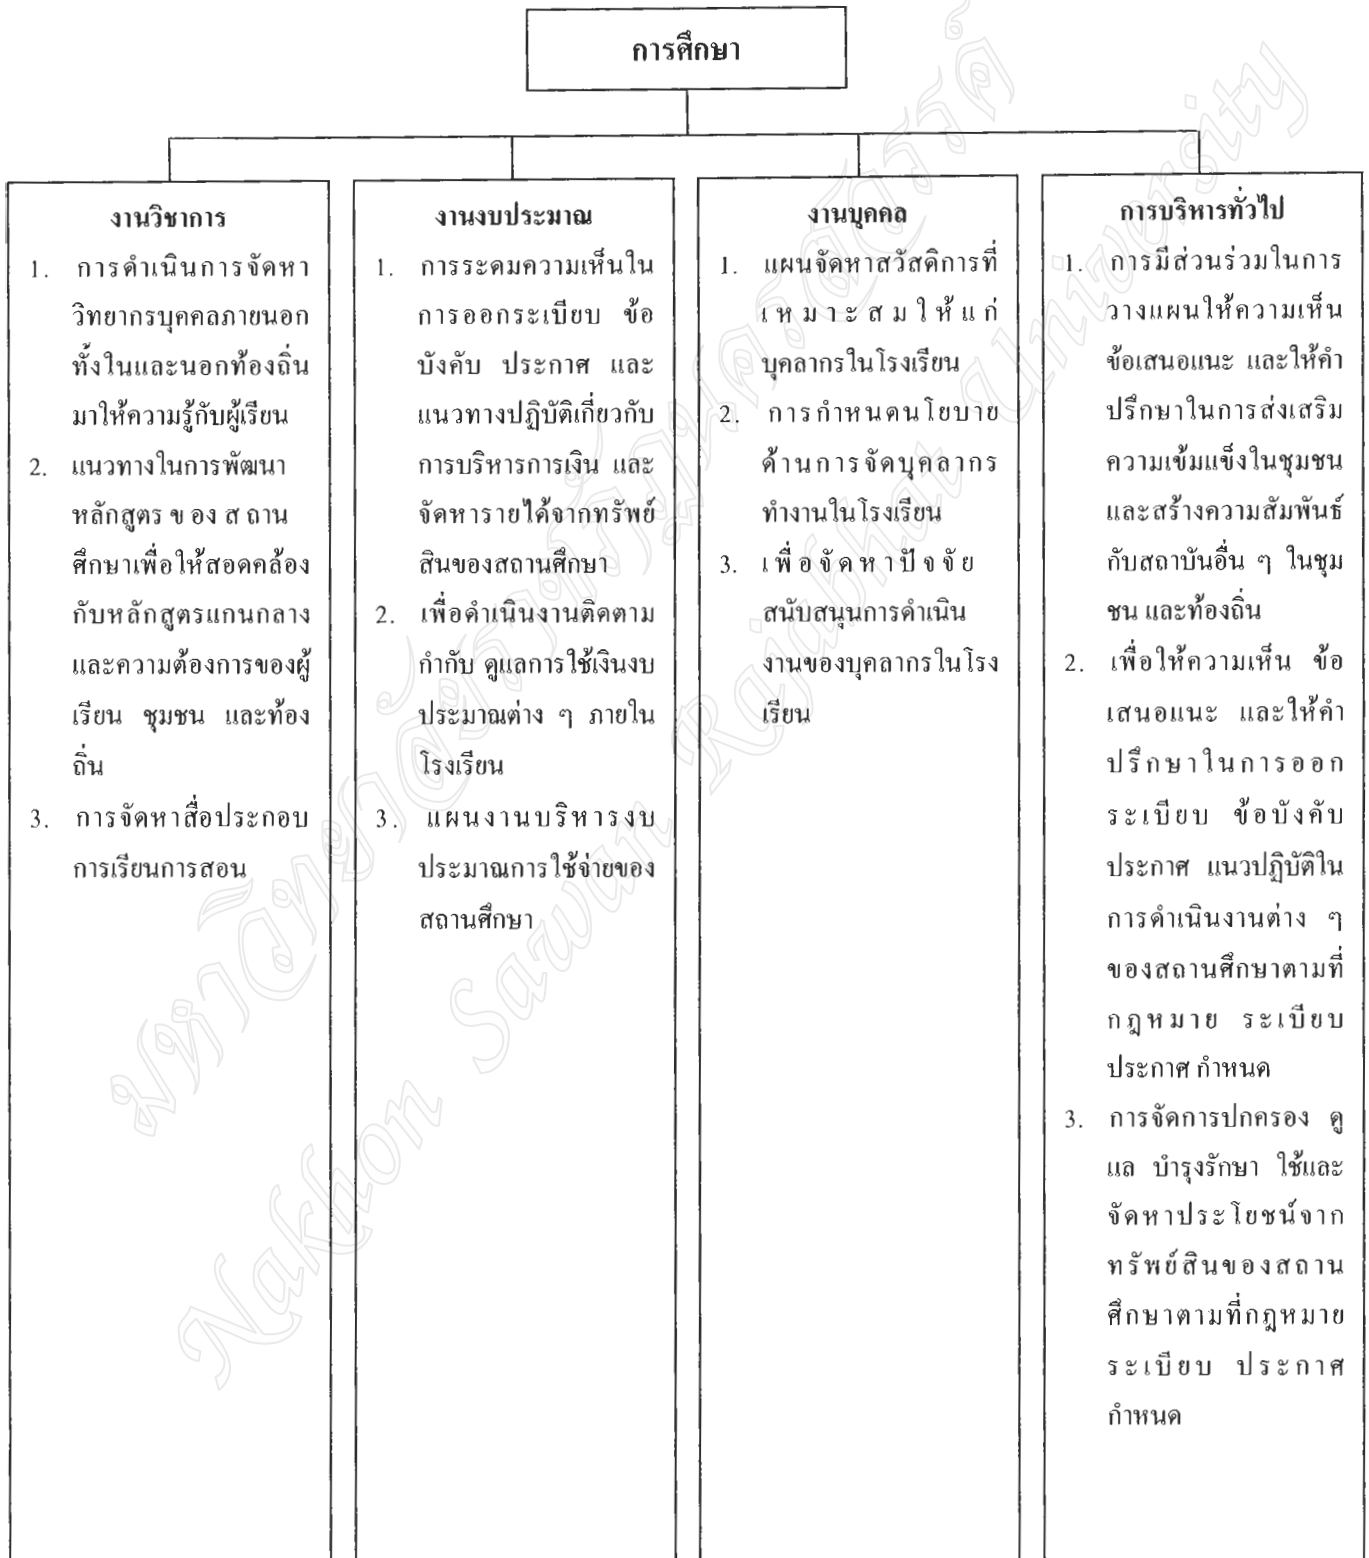 การศึกษา
งานวิชาการ
1. การดำเนินการจัดหา
วิทยากรบุคคลภายนอก
ทั้งในและนอกท้องถิ่น
มาให้ความรู้กับผู้เรียน
2. แนวทางในการพัฒนา
หลักสูตรของสถาน
ศึกษาเพื่อให้สอดคล้อง
กับหลักสูตรแกนกลาง
และความต้องการของผู้
เรียน ชุมชน และท้อง
ถิ่น
3. การจัดหาสื่อประกอบ
การเรียนการสอน
งานงบประมาณ
1. การระดมความเห็นใน
การออกระเบียบ ข้อ
บังคับ ประกาศ และ
แนวทางปฏิบัติเกี่ยวกับ
การบริหารการเงิน และ
จัดหารายได้จากทรัพย์
สินของสถานศึกษา
2. เพื่อดำเนินงานติดตาม
กำกับ ดูแลการใช้เงินงบ
ประมาณต่าง ๆ ภายใน
โรงเรียน
3. แผนงานบริหารงบ
ประมาณการใช้จ่ายของ
สถานศึกษา
งานบุคคล
1. แผนจัดหาสวัสดิการที่
เหมาะสมให้แก่
บุคลากรในโรงเรียน
2. การกำหนดนโยบาย
ด้านการจัดบุคลากร
ทำงานในโรงเรียน
3. เพื่อจัดหาปัจจัย
สนับสนุนการดำเนิน
งานของบุคลากรในโรง
เรียน
การบริหารทั่วไป
1. การมีส่วนร่วมในการ
วางแผนให้ความเห็น
ข้อเสนอแนะ และให้คำ
ปรึกษาในการส่งเสริม
ความเข้มแข็งในชุมชน
และสร้างความสัมพันธ์
กับสถาบันอื่น ๆ ในชุม
ชน และท้องถิ่น
2. เพื่อให้ความเห็น ข้อ
เสนอแนะ และให้คำ
ปรึกษาในการออก
ระเบียบ ข้อบังคับ
ประกาศ แนวปฏิบัติใน
การดำเนินงานต่าง ๆ
ของสถานศึกษาตามที่
กฎหมาย ระเบียบ
ประกาศ กำหนด
3. การจัดการปกครอง ดู
แล บำรุงรักษา ใช้และ
จัดหาประโยชน์จาก
ทรัพย์สินของสถาน
ศึกษาตามที่กฎหมาย
ระเบียบ ประกาศ
กำหนด
มหาวิทยาลัยราชภัฏนครสวรรค์
Nakhon Sawan Rajabhat University